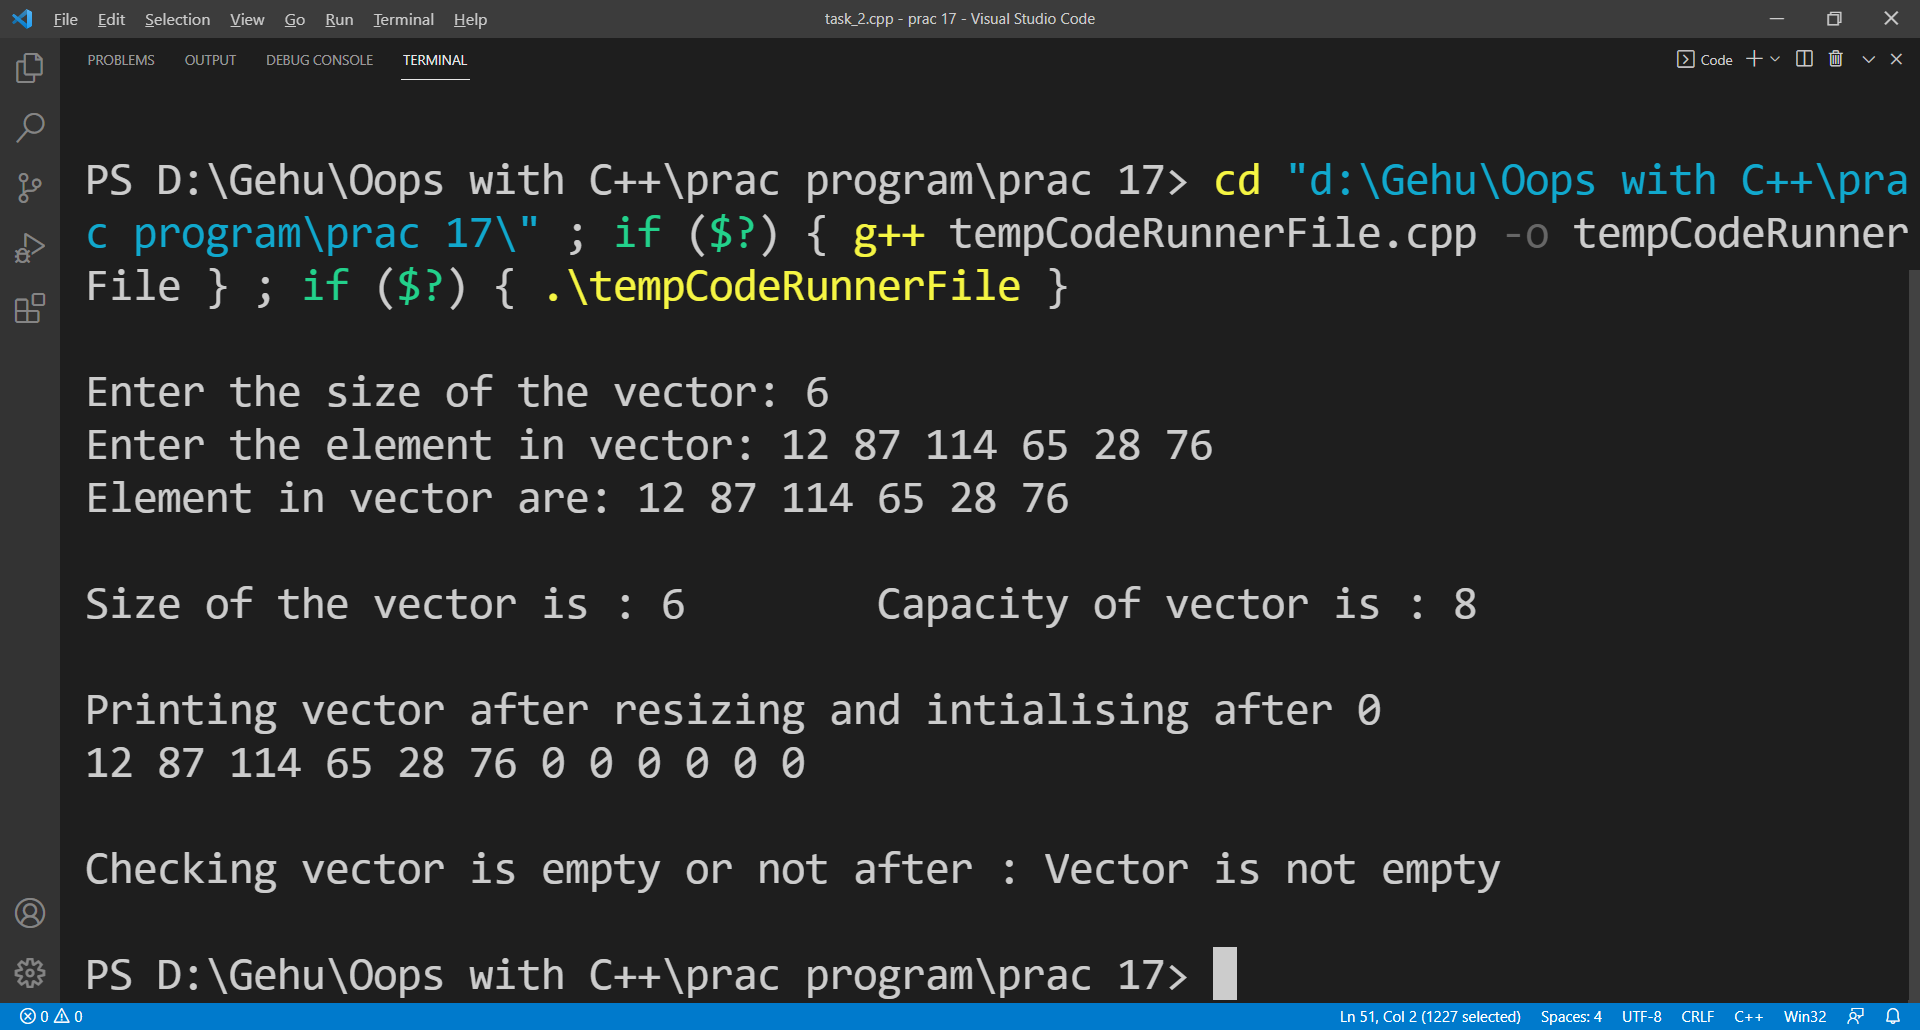 File Edit Selection View Go Run Terminal Help task_2.cpp - prac 17 - Visual Studio Code
PROBLEMS OUTPUT DEBUG CONSOLE TERMINAL Code
PS D:\Gehu\Oops with C++\prac program\prac 17> cd "d:\Gehu\Oops with C++\pra
c program\prac 17\" ; if ($?) { g++ tempCodeRunnerFile.cpp -o tempCodeRunner
File } ; if ($?) { .\tempCodeRunnerFile }
Enter the size of the vector: 6
Enter the element in vector: 12 87 114 65 28 76
Element in vector are: 12 87 114 65 28 76
Size of the vector is : 6 Capacity of vector is : 8
Printing vector after resizing and intialising after 0
12 87 114 65 28 76 0 0 0 0 0 0
Checking vector is empty or not after : Vector is not empty
PS D:\Gehu\Oops with C++\prac program\prac 17>
0 0 Ln 51, Col 2 (1227 selected) Spaces: 4 UTF-8 CRLF C++ Win32